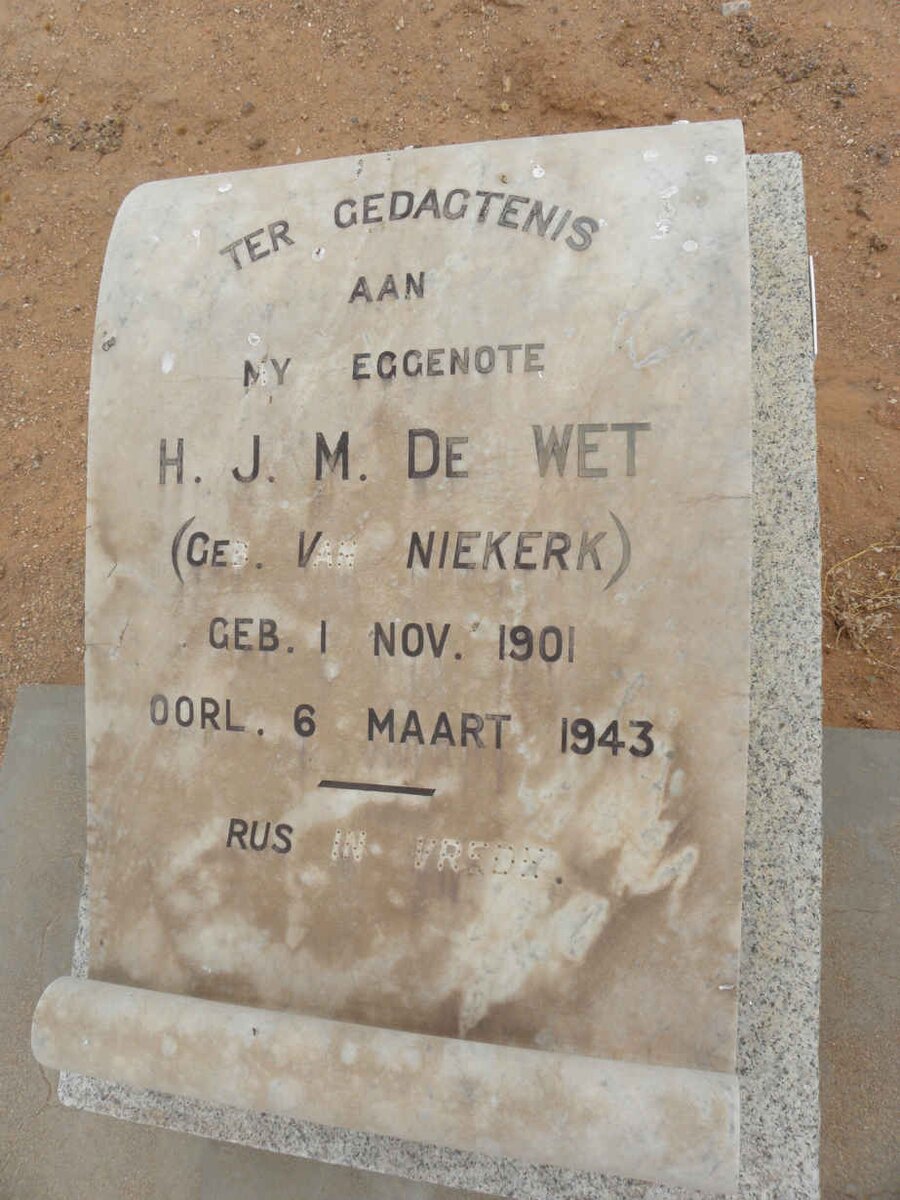 TER GEDAGTENIS
AAN
MY EGGENOTE
H. J. M. DE WET
(GEB. VAN NIEKERK)
GEB. 1 NOV. 1901
OORL. 6 MAART 1943
RUS IN VREDE.